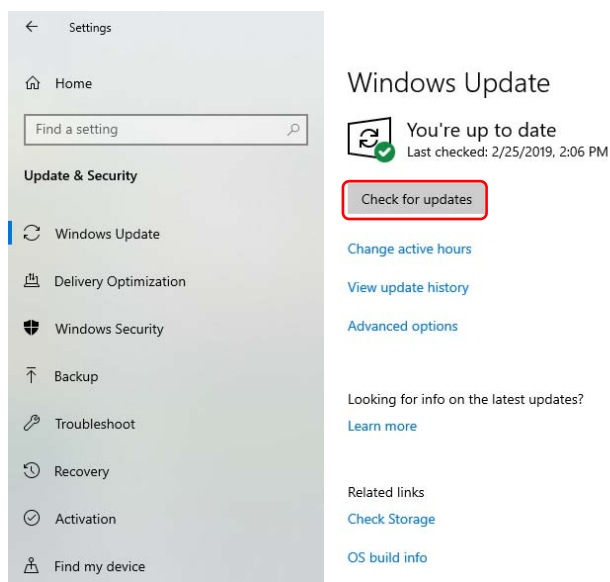 Settings
Home
Find a setting
Update & Security
Windows Update
Delivery Optimization
Windows Security
Backup
Troubleshoot
Recovery
Activation
Find my device
Windows Update
You're up to date
Last checked: 2/25/2019, 2:06 PM
Check for updates
Change active hours
View update history
Advanced options
Looking for info on the latest updates?
Learn more
Related links
Check Storage
OS build info